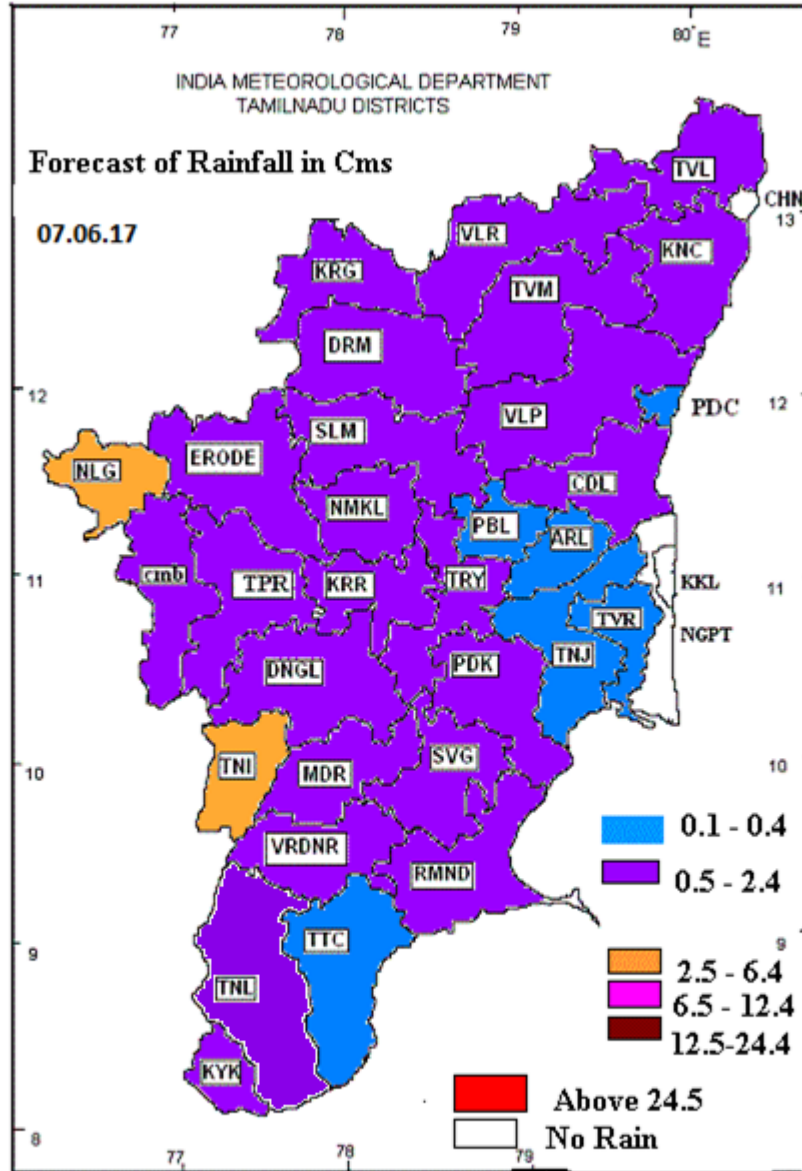 77 78 79 80°E
INDIA METEOROLOGICAL DEPARTMENT
TAMILNADU DISTRICTS
Forecast of Rainfall in Cms
TVL
CHN
13
07.06.17
VLR
KNC
KRG
TVM
DRM
12
VLP
PDC
12
SLM
ERODE
NLG
CDL
NMKL
PBL
ARL
11
cmb
TPR
KRR
TRY
KKL
11
TVR
NGPT
DNGL
PDK
TNJ
10
TNI
MDR
SVG
10
0.1 - 0.4
VRDNR
RMND
0.5 - 2.4
9
TTC
9
TNL
2.5 - 6.4
6.5 - 12.4
12.5-24.4
KYK
Above 24.5
8
No Rain
77 78 79